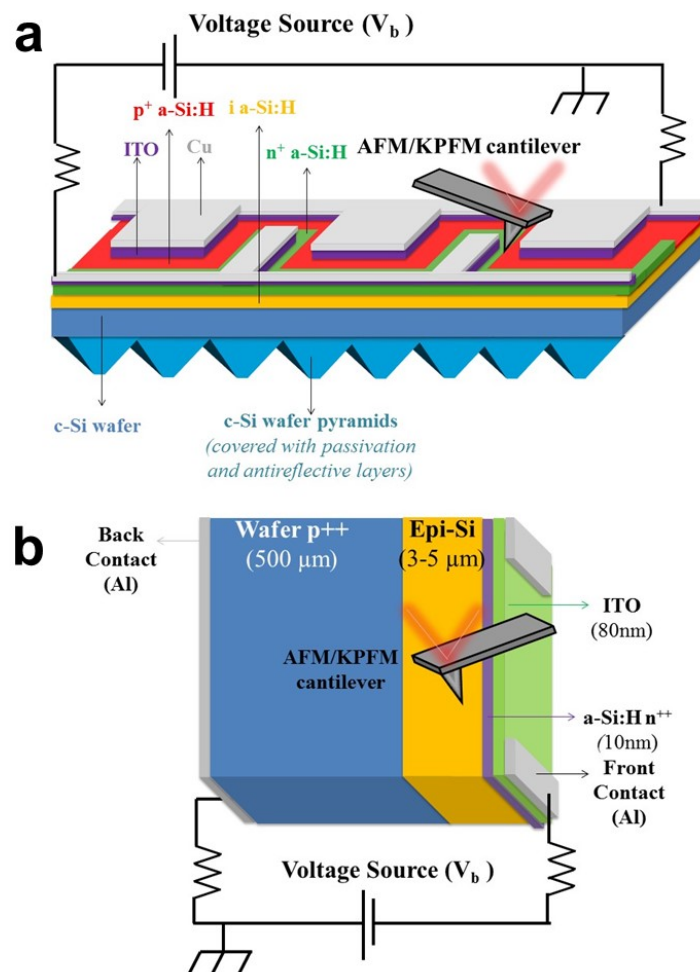 a
Voltage Source (V_b)
p⁺ a-Si:H
i a-Si:H
ITO
Cu
n⁺ a-Si:H
AFM/KPFM
cantilever
c-Si wafer
c-Si wafer pyramids
(covered with passivation
and antireflective layers)
b
Back
Contact
(Al)
Wafer p++
(500 µm)
Epi-Si
(3-5 µm)
ITO
(80nm)
AFM/KPFM
cantilever
a-Si:H n⁺⁺
(10nm)
Front
Contact
(Al)
Voltage Source (V_b)